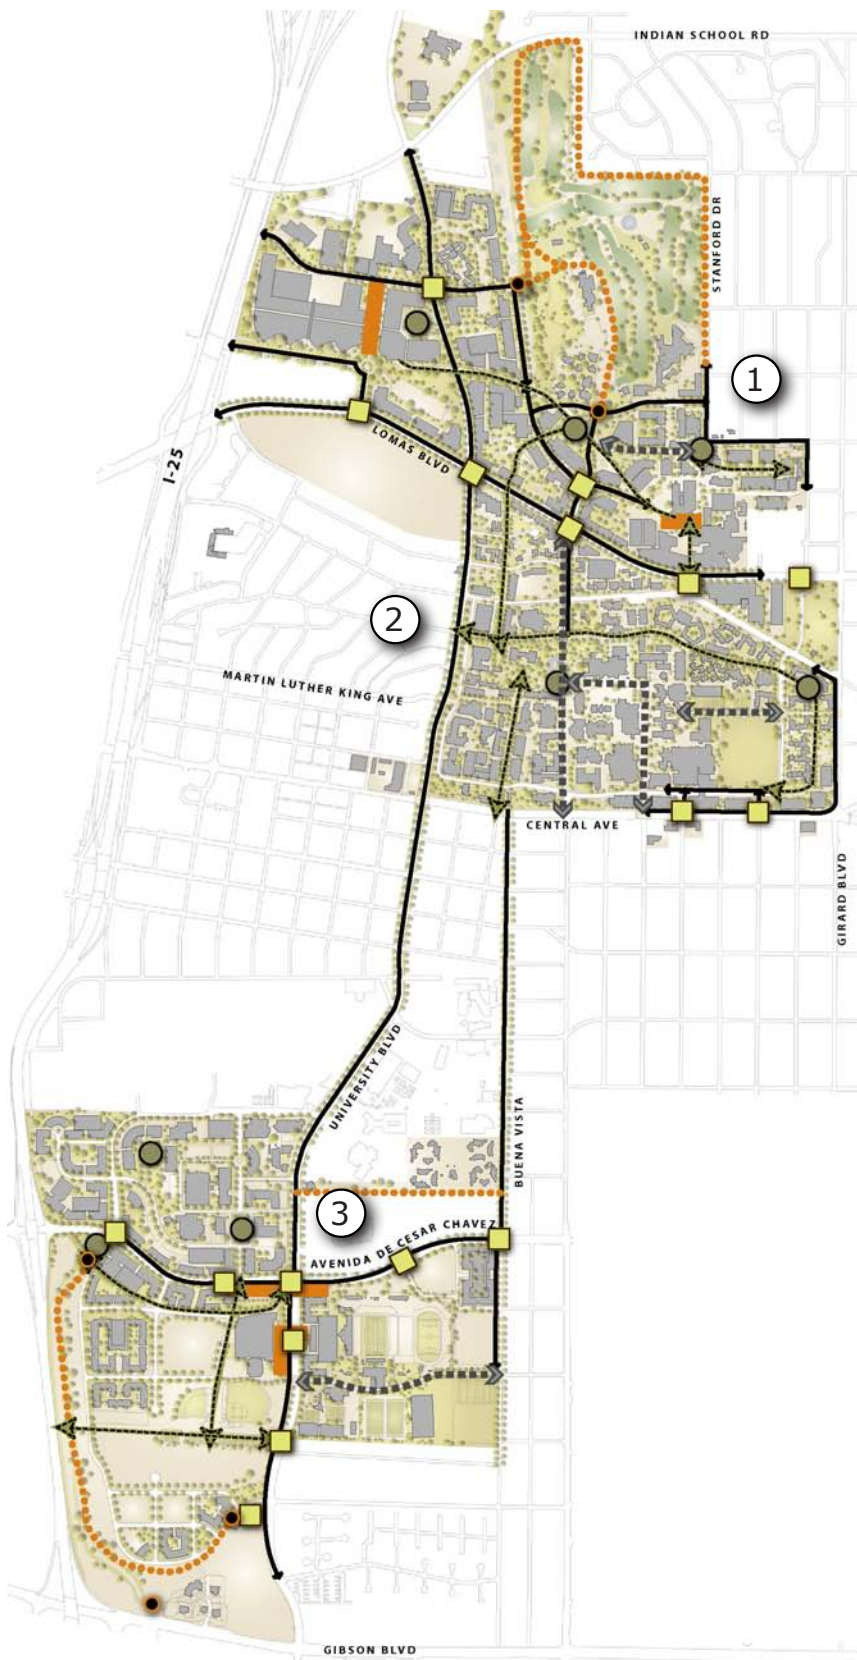 INDIAN SCHOOL RD
STANFORD DR
1
LOMAS BLVD
I-25
2
MARTIN LUTHER KING AVE
CENTRAL AVE
GIRARD BLVD
UNIVERSITY BLVD
BUENA VISTA
3
AVENIDA DE CESAR CHAVEZ
GIBSON BLVD